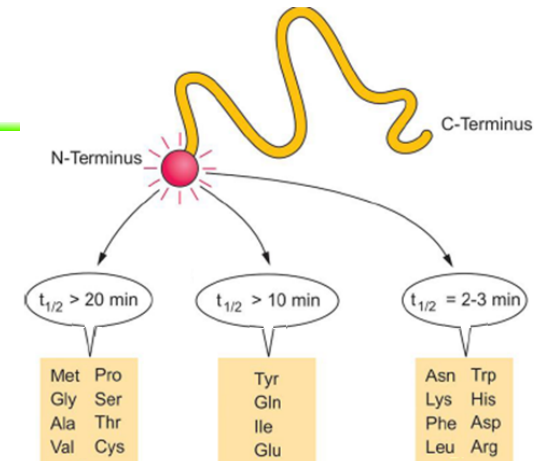 C-Terminus
N-Terminus
t1/2 > 20 min
t1/2 > 10 min
t1/2 = 2-3 min
Met Pro
Gly Ser
Ala Thr
Val Cys
Tyr
Gln
Ile
Glu
Asn Trp
Lys His
Phe Asp
Leu Arg